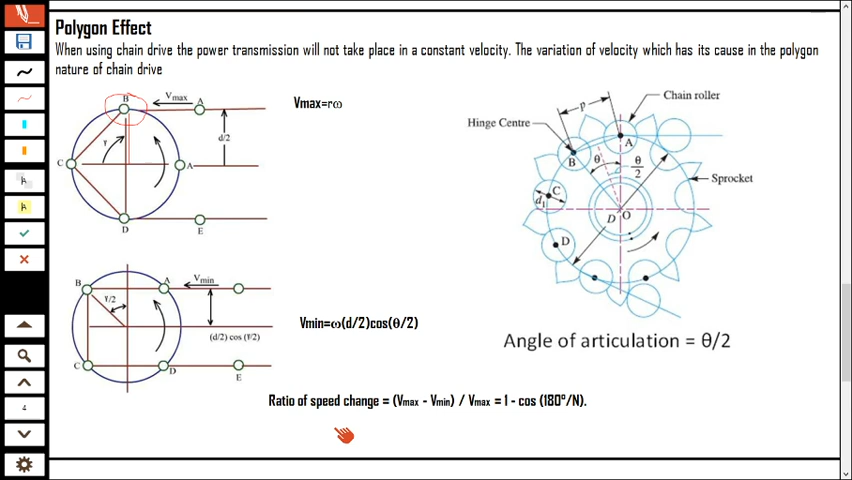 Polygon Effect
When using chain drive the power transmission will not take place in a constant velocity. The variation of velocity which has its cause in the polygon
nature of chain drive
B
Vmax
A
Vmax=rω
d/2
r
C
A
D
E
B
A
Vmin
γ/2
(d/2) cos (γ/2)
Vmin=ω(d/2)cos(θ/2)
C
D
E
Chain roller
p
Hinge Centre
A
B
θ
θ/2
C
d1
Sprocket
D
O
D
Angle of articulation = θ/2
Ratio of speed change = (Vmax - Vmin) / Vmax = 1 - cos (180°/N).
4